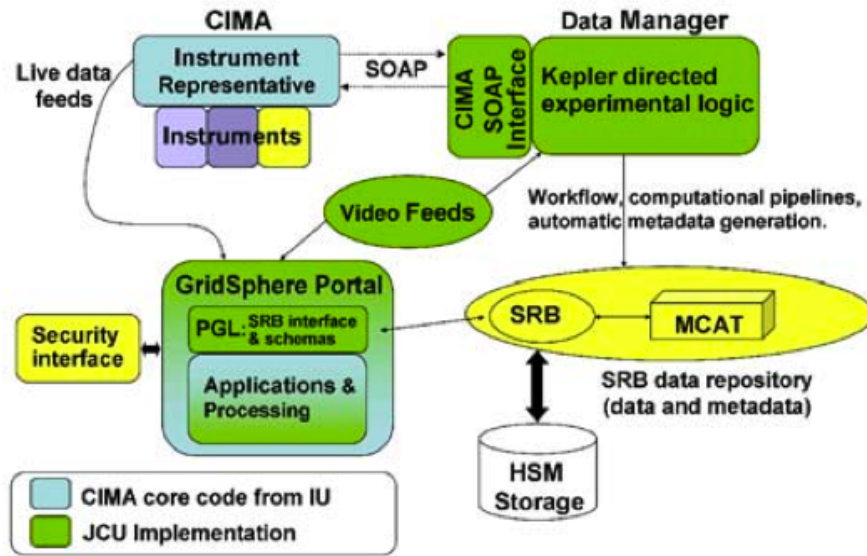 CIMA
Data Manager
Live data
feeds
Instrument
Representative
SOAP
CIMA
SOAP
Interface
Kepler directed
experimental logic
Instruments
Video Feeds
Workflow, computational pipelines,
automatic metadata generation.
GridSphere Portal
PGL: SRB interface
& schemas
Applications &
Processing
Security
interface
SRB
MCAT
SRB data repository
(data and metadata)
HSM
Storage
CIMA core code from IU
JCU Implementation